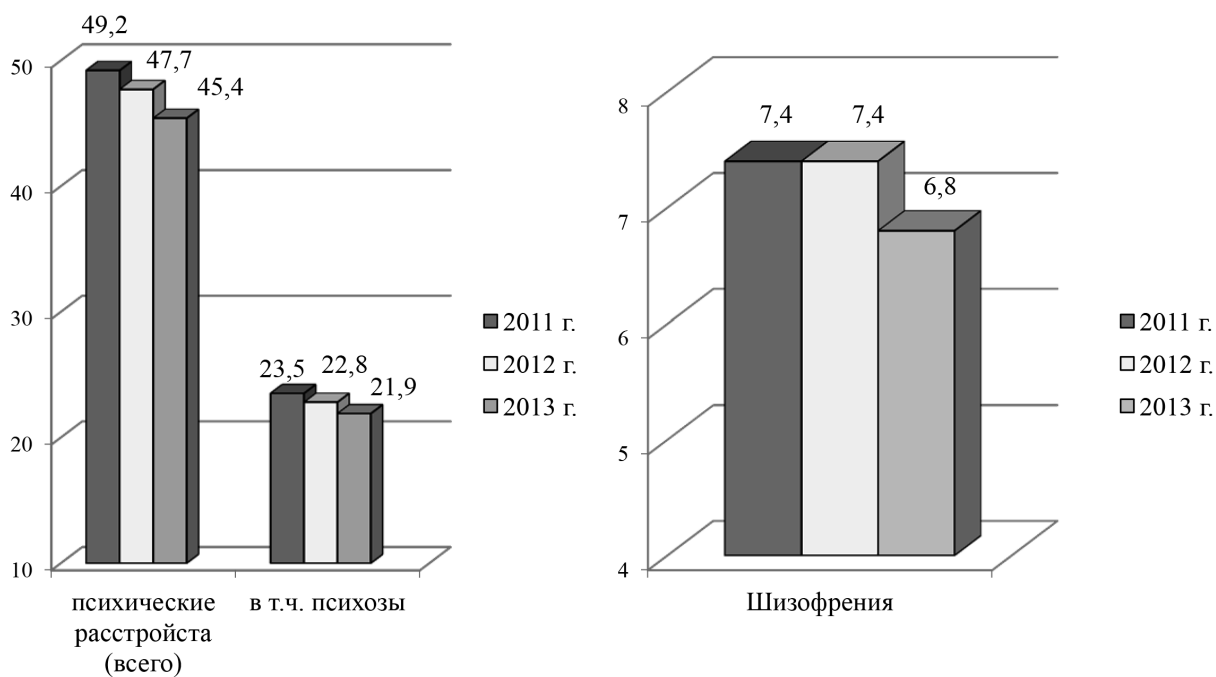 49,2
47,7
45,4
50
40
30
20
10
23,5
22,8
21,9
2011 г.
2012 г.
2013 г.
психические
расстройста
(всего)
в т.ч. психозы
8
7
6
5
4
7,4
7,4
6,8
2011 г.
2012 г.
2013 г.
Шизофрения